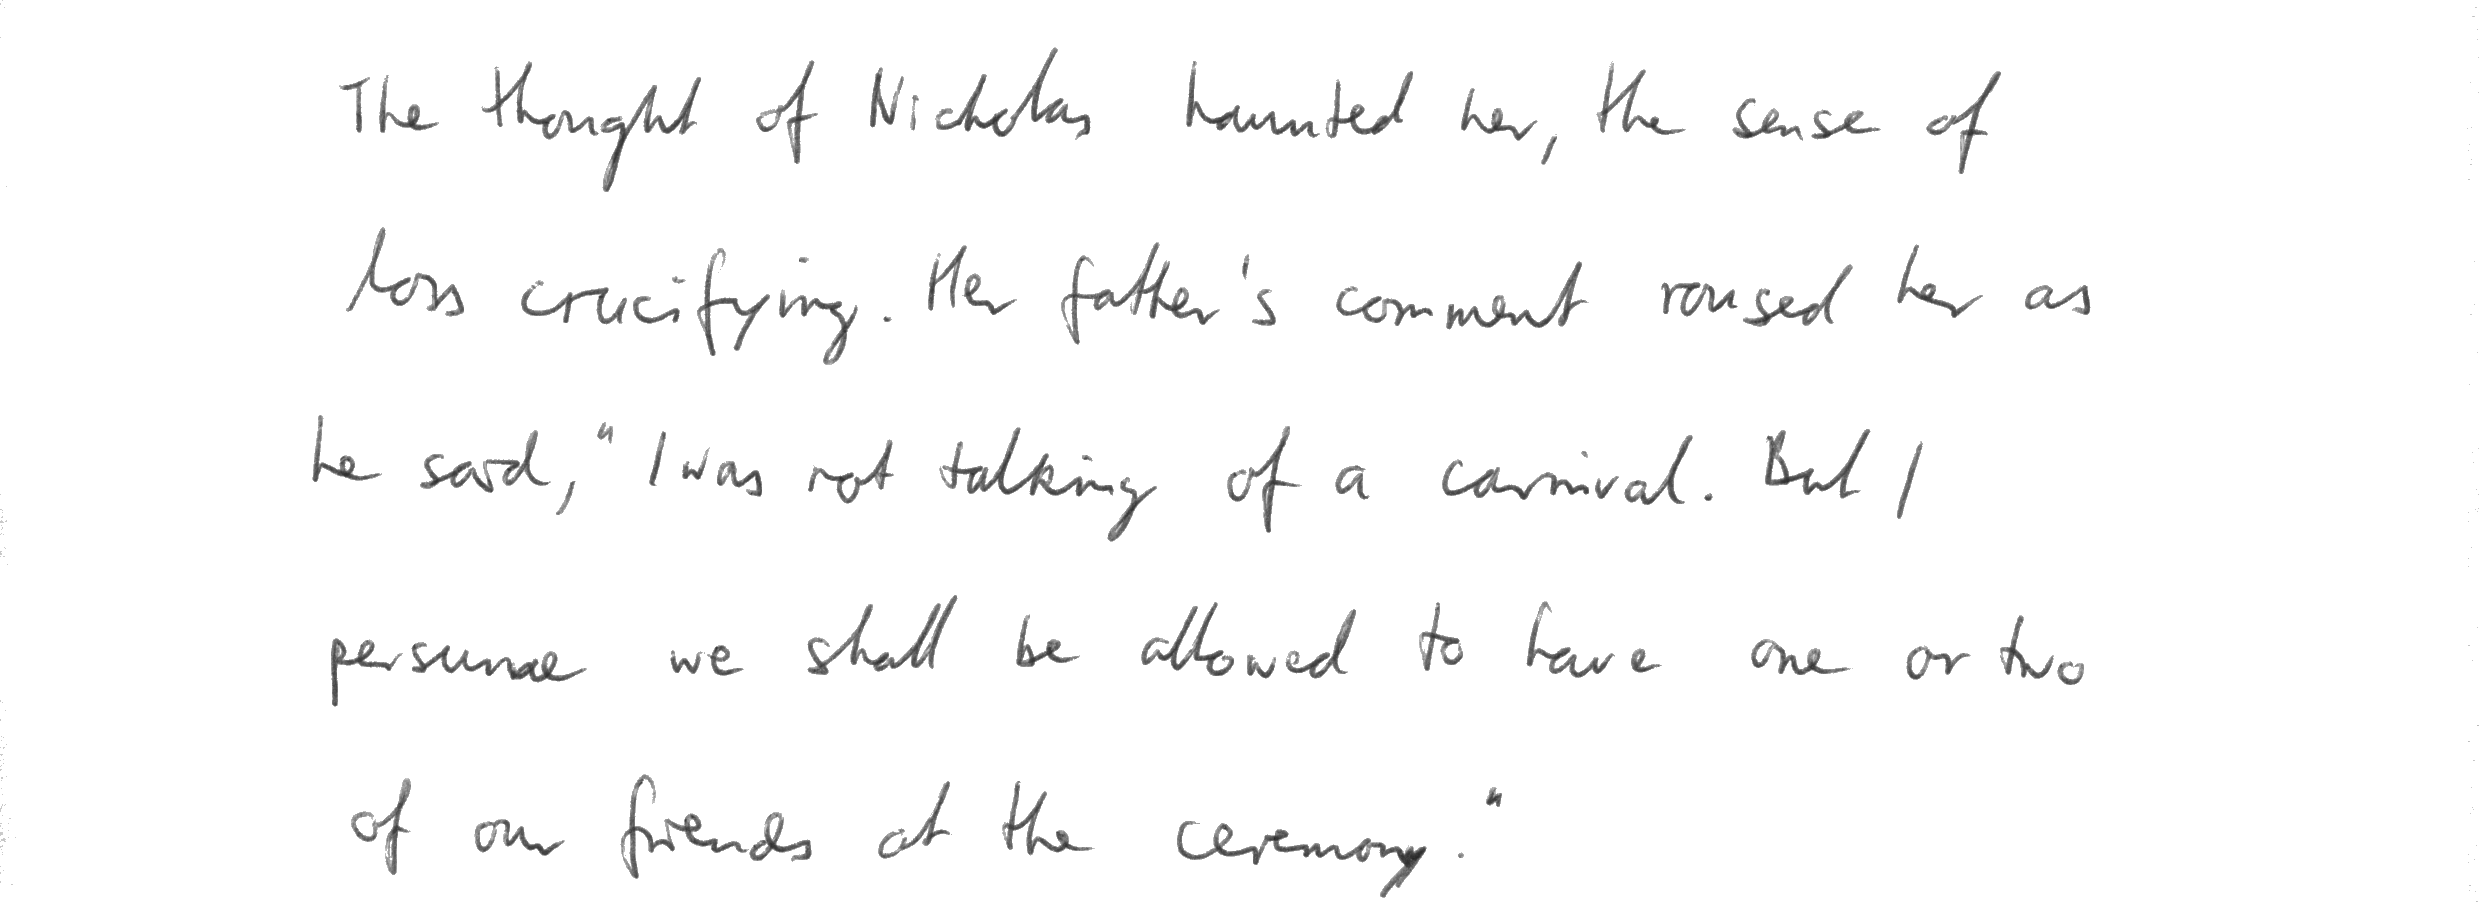 The thought of Nicholas haunted her, the sense of
loss crucifying. Her father's comment roused her as
he said, "I was not talking of a carnival. But I
persume we shall be allowed to have one or two
of our friends at the ceremony."